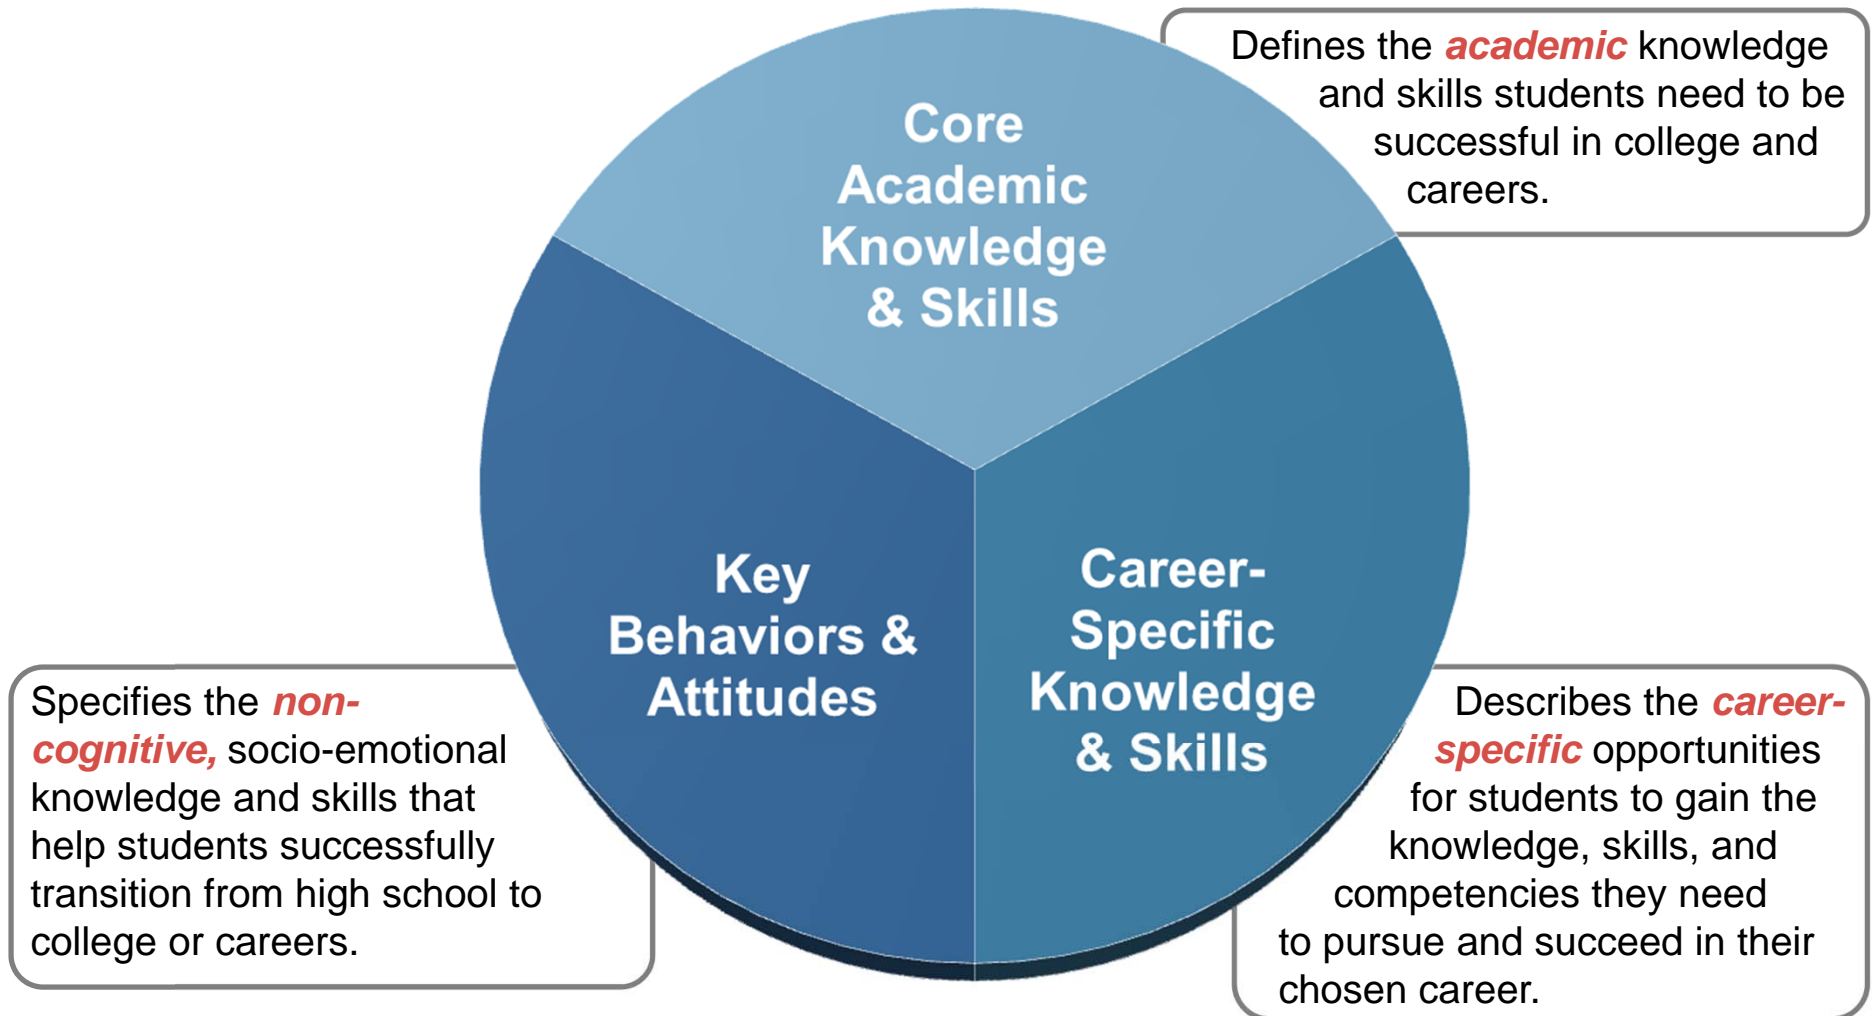 Core
Academic
Knowledge
& Skills
Defines the academic knowledge
and skills students need to be
successful in college and
careers.
Key
Behaviors &
Attitudes
Specifies the non-
cognitive, socio-emotional
knowledge and skills that
help students successfully
transition from high school to
college or careers.
Career-
Specific
Knowledge
& Skills
Describes the career-
specific opportunities
for students to gain the
knowledge, skills, and
competencies they need
to pursue and succeed in their
chosen career.